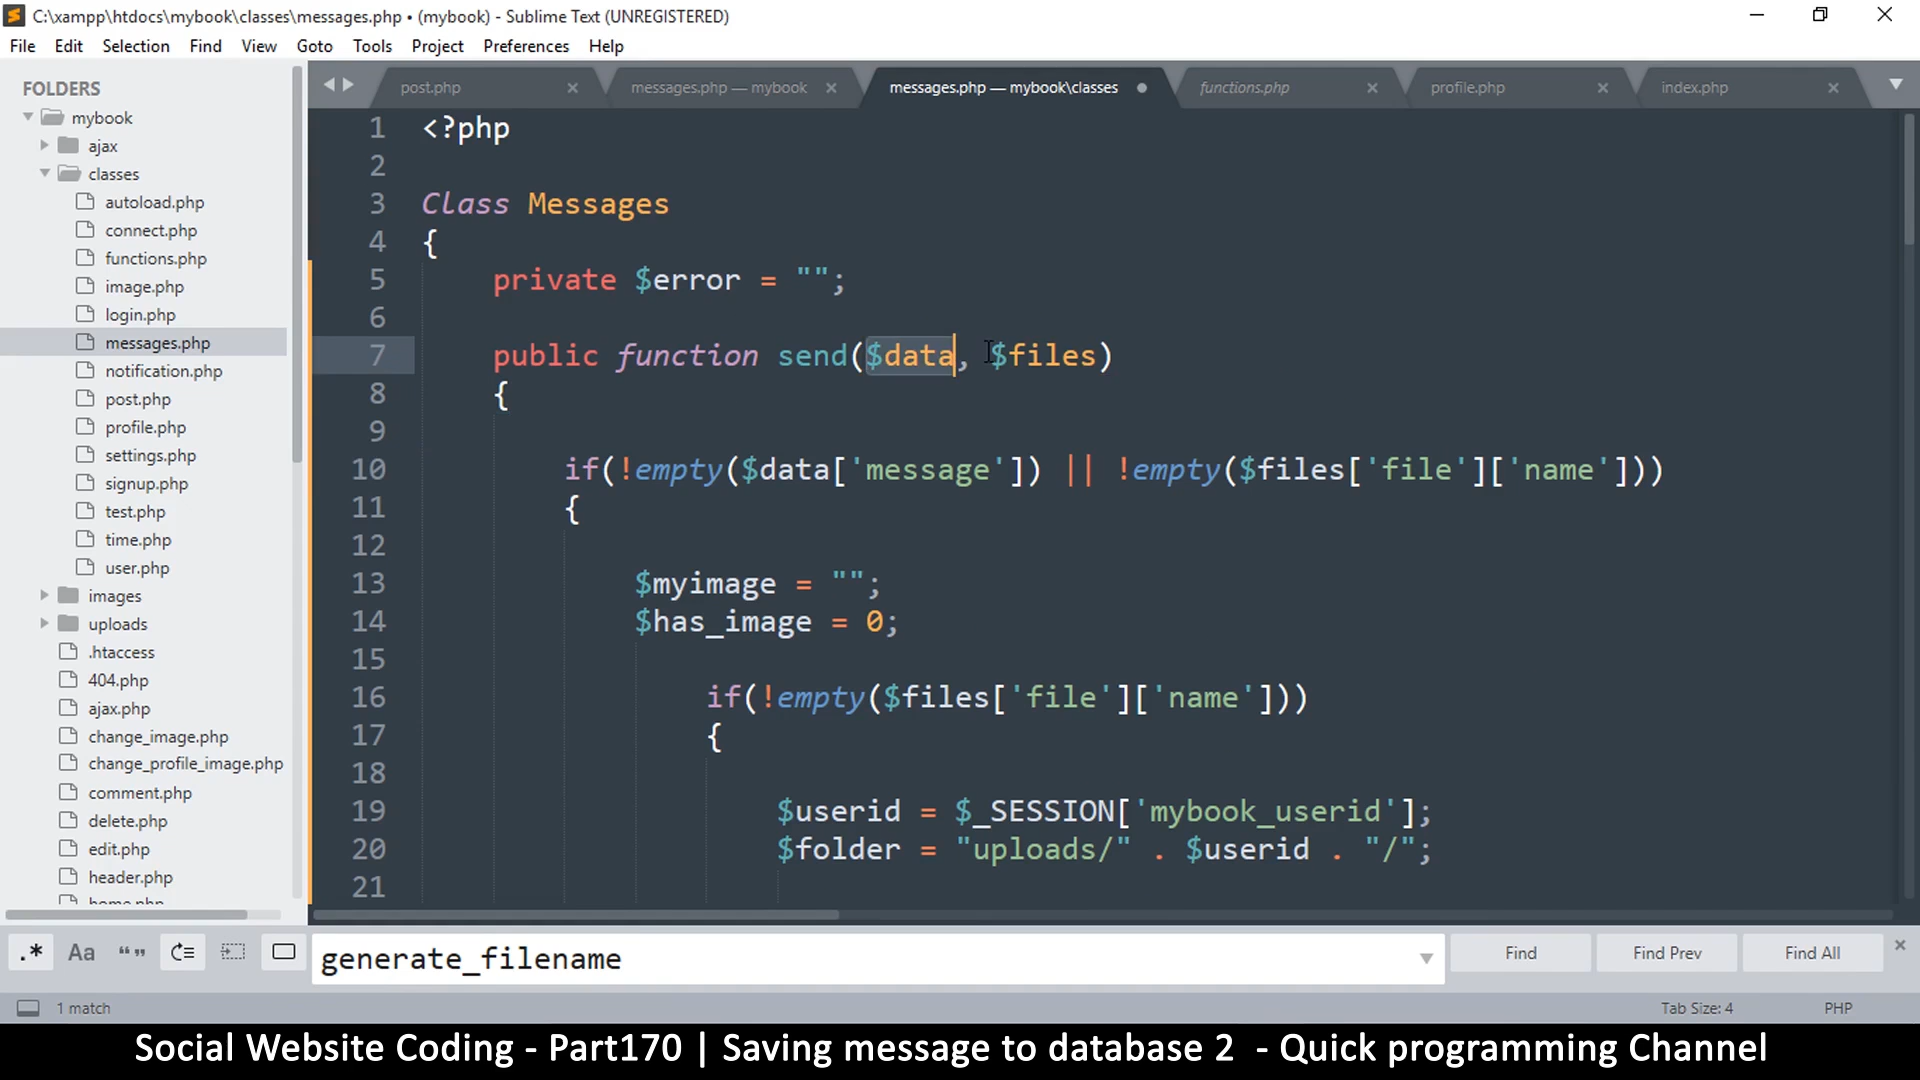 C:\xampp\htdocs\mybook\classes\messages.php • (mybook) - Sublime Text (UNREGISTERED)
File Edit Selection Find View Goto Tools Project Preferences Help
FOLDERS
mybook
ajax
classes
autoload.php
connect.php
functions.php
image.php
login.php
messages.php
notification.php
post.php
profile.php
settings.php
signup.php
test.php
time.php
user.php
images
uploads
.htaccess
404.php
ajax.php
change_image.php
change_profile_image.php
comment.php
delete.php
edit.php
header.php
home.php
post.php messages.php — mybook messages.php — mybook\classes functions.php profile.php index.php
1 <?php
2
3 Class Messages
4 {
5 private $error = "";
6
7 public function send($data, $files)
8 {
9
10 if(!empty($data['message']) || !empty($files['file']['name']))
11 {
12
13 $myimage = "";
14 $has_image = 0;
15
16 if(!empty($files['file']['name']))
17 {
18
19 $userid = $_SESSION['mybook_userid'];
20 $folder = "uploads/" . $userid . "/";
21
.* Aa “” generate_filename Find Find Prev Find All
1 match Tab Size: 4 PHP
Social Website Coding - Part170 | Saving message to database 2 - Quick programming Channel